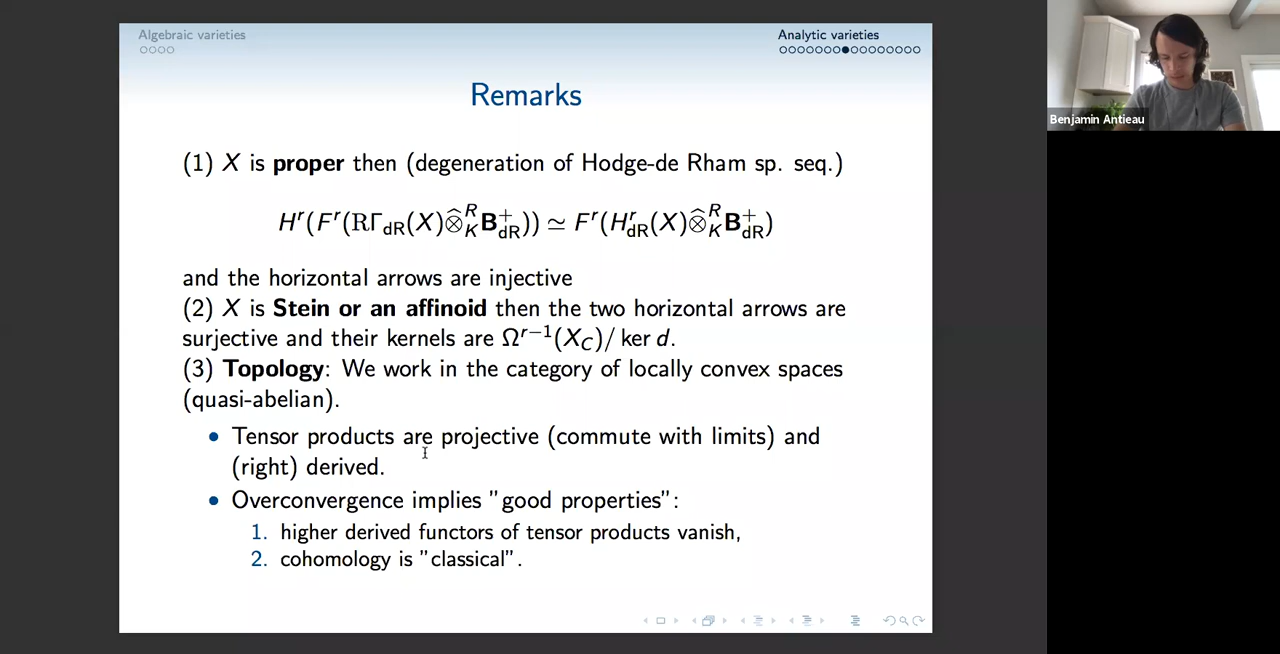 Algebraic varieties
Analytic varieties
Benjamin Antieau
Remarks
(1) X is proper then (degeneration of Hodge-de Rham sp. seq.)
H^r(F^r(RΓ_dR(X)⊗̂^R_K B^+_dR)) ≃ F^r(H^r_dR(X)⊗̂^R_K B^+_dR)
and the horizontal arrows are injective
(2) X is Stein or an affinoid then the two horizontal arrows are
surjective and their kernels are Ω^{r−1}(X_C)/ ker d.
(3) Topology: We work in the category of locally convex spaces
(quasi-abelian).
• Tensor products are projective (commute with limits) and
(right) derived.
• Overconvergence implies "good properties":
1. higher derived functors of tensor products vanish,
2. cohomology is "classical".